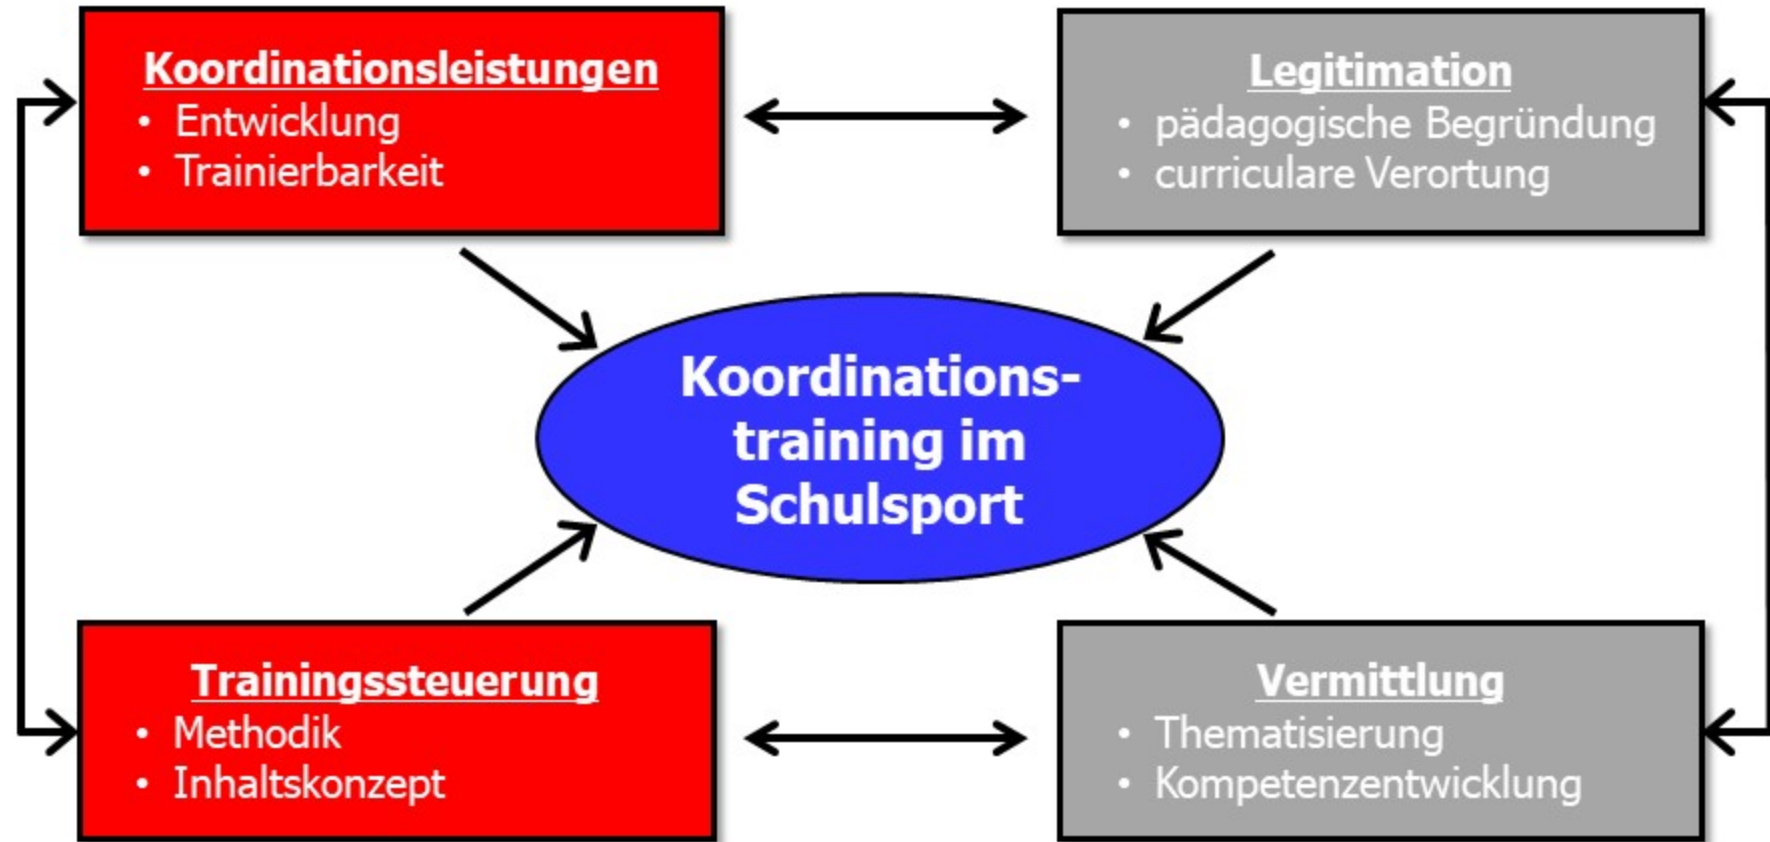 Koordinationsleistungen
• Entwicklung
• Trainierbarkeit
Legitimation
• pädagogische Begründung
• curriculare Verortung
Koordinations-
training im
Schulsport
Trainingssteuerung
• Methodik
• Inhaltskonzept
Vermittlung
• Thematisierung
• Kompetenzentwicklung